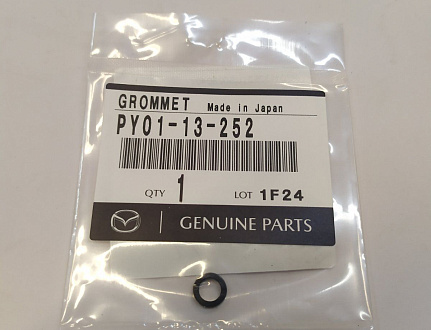 GROMMET Made in Japan
PY01-13-252
QTY 1 LOT 1F24
GENUINE PARTS